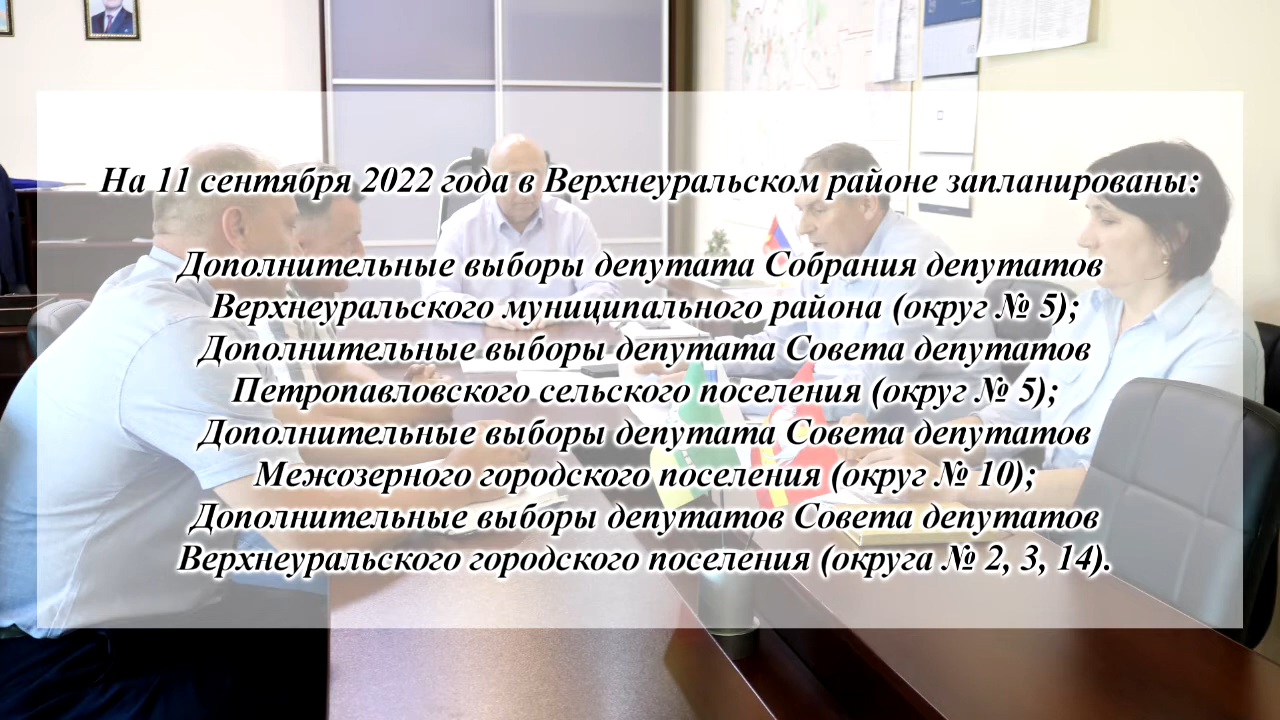 На 11 сентября 2022 года в Верхнеуральском районе запланированы:
Дополнительные выборы депутата Собрания депутатов
Верхнеуральского муниципального района (округ № 5);
Дополнительные выборы депутата Совета депутатов
Петропавловского сельского поселения (округ № 5);
Дополнительные выборы депутата Совета депутатов
Межозерного городского поселения (округ № 10);
Дополнительные выборы депутатов Совета депутатов
Верхнеуральского городского поселения (округа № 2, 3, 14).